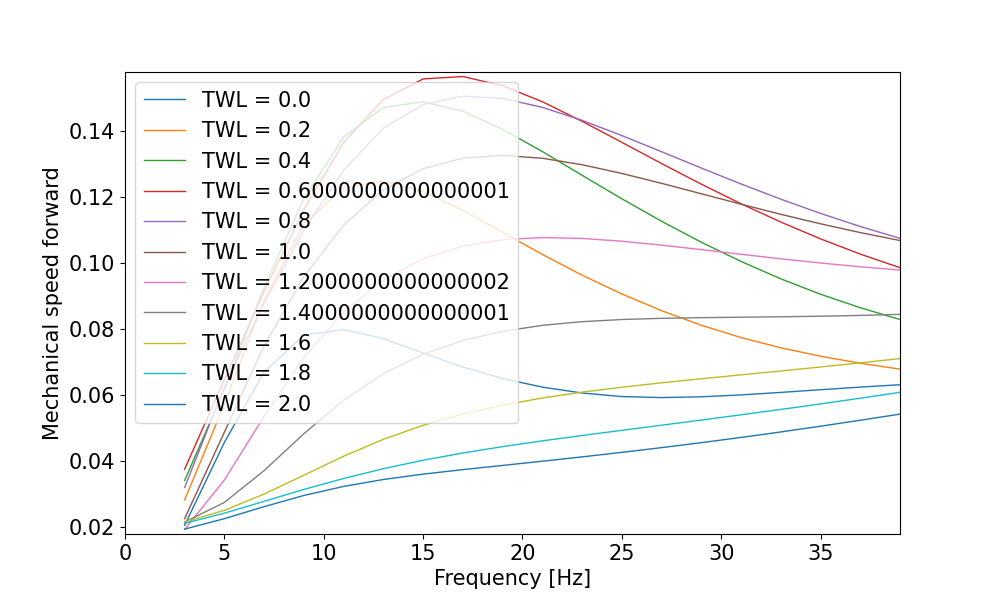 0.14
0.12
0.10
0.08
0.06
0.04
0.02
Mechanical speed forward
TWL = 0.0
TWL = 0.2
TWL = 0.4
TWL = 0.6000000000000001
TWL = 0.8
TWL = 1.0
TWL = 1.2000000000000002
TWL = 1.4000000000000001
TWL = 1.6
TWL = 1.8
TWL = 2.0
0 5 10 15 20 25 30 35
Frequency [Hz]